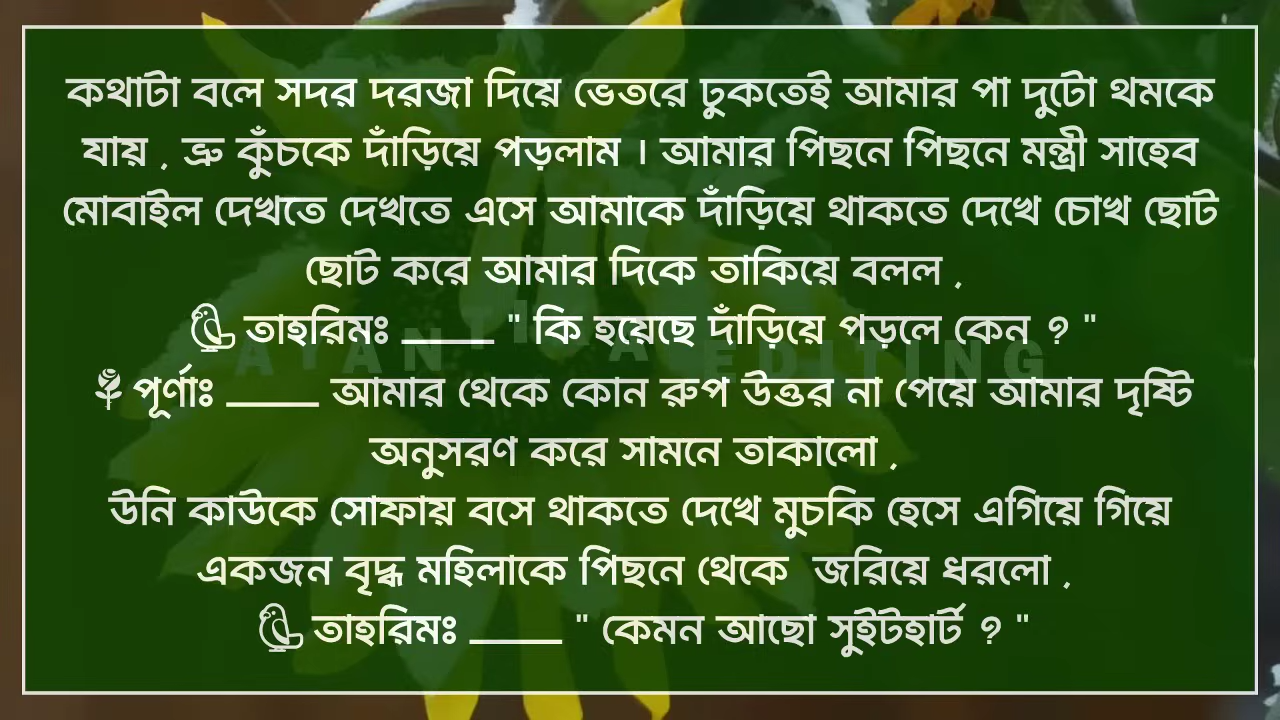 কথাটা বলে সদর দরজা দিয়ে ভেতরে ঢুকতেই আমার পা দুটো থমকে
যায় , ভ্রু কুঁচকে দাঁড়িয়ে পড়লাম । আমার পিছনে পিছনে মন্ত্রী সাহেব
মোবাইল দেখতে দেখতে এসে আমাকে দাঁড়িয়ে থাকতে দেখে চোখ ছোট
ছোট করে আমার দিকে তাকিয়ে বলল ,
তাহরিমঃ ____ " কি হয়েছে দাঁড়িয়ে পড়লে কেন ? "
পূর্ণাঃ ____ আমার থেকে কোন রুপ উত্তর না পেয়ে আমার দৃষ্টি
অনুসরণ করে সামনে তাকালো ,
উনি কাউকে সোফায় বসে থাকতে দেখে মুচকি হেসে এগিয়ে গিয়ে
একজন বৃদ্ধ মহিলাকে পিছনে থেকে জরিয়ে ধরলো ,
তাহরিমঃ ____ " কেমন আছো সুইটহার্ট ? "
EDITING